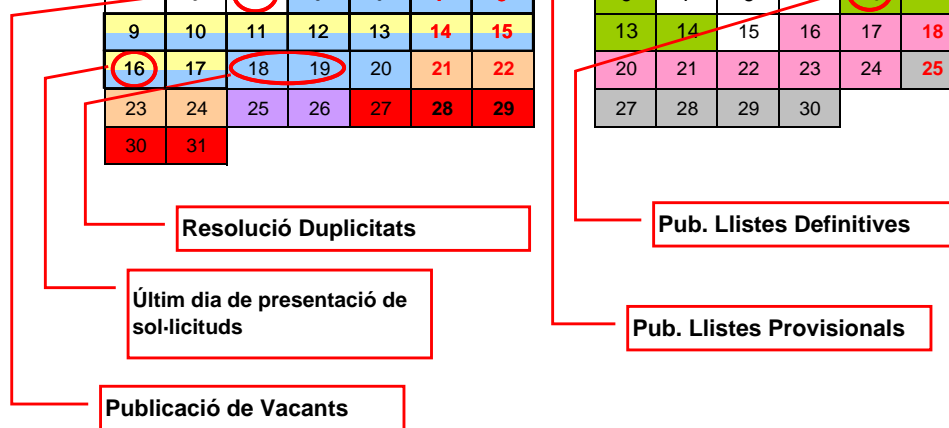 9 10 11 12 13 14 15
16 17 18 19 20 21 22
23 24 25 26 27 28 29
30 31
13 14 15 16 17 18
20 21 22 23 24 25
27 28 29 30
Resolució Duplicitats
Últim dia de presentació de
sol·licituds
Publicació de Vacants
Pub. Llistes Definitives
Pub. Llistes Provisionals